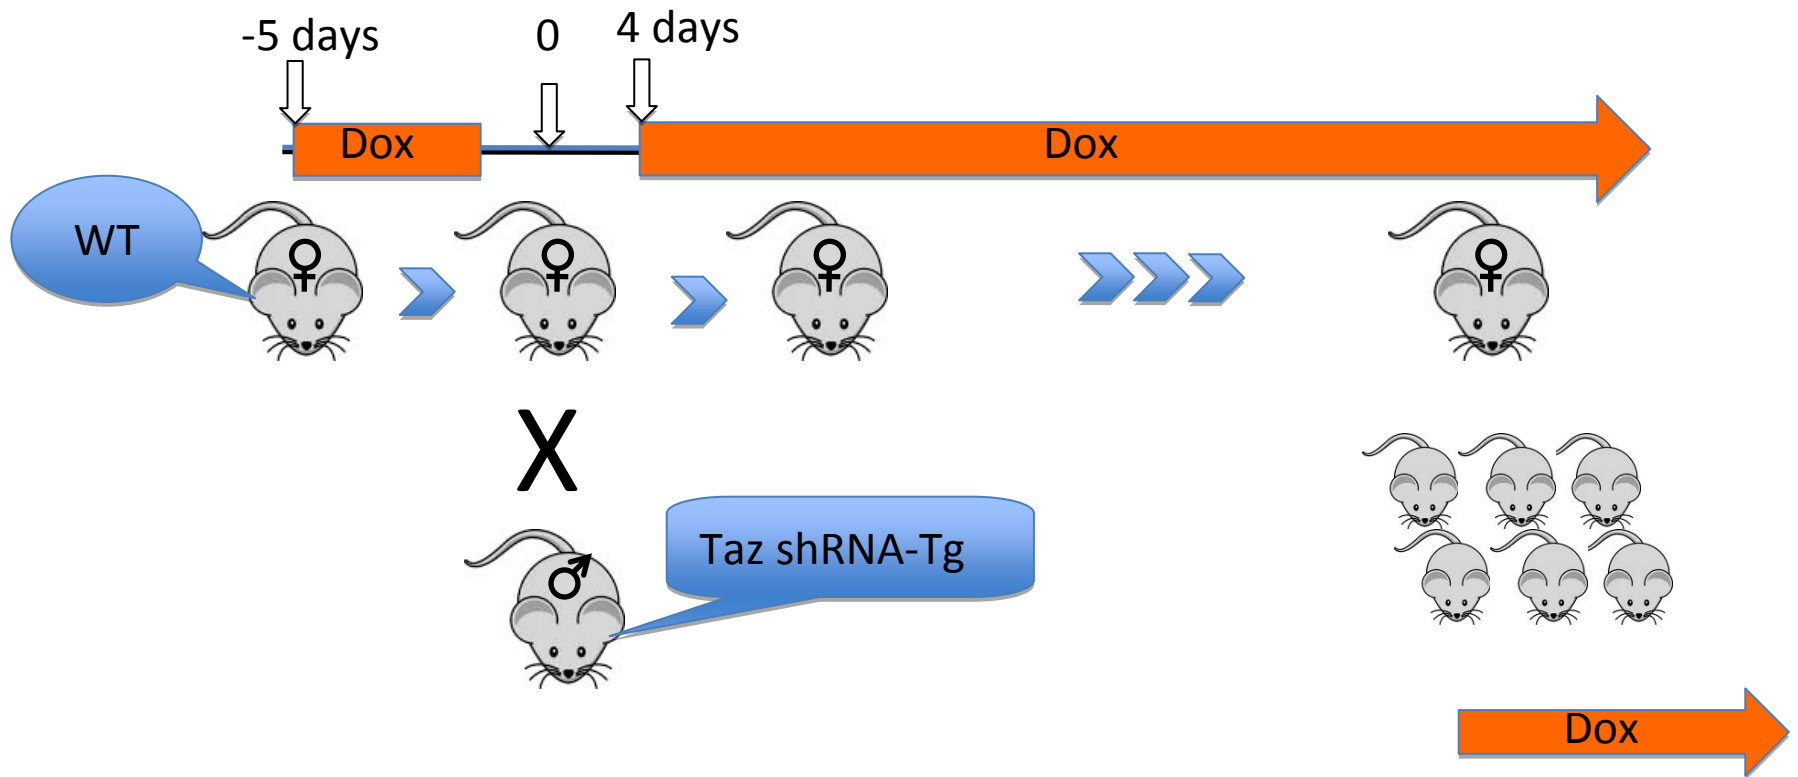 -5 days
0
4 days
Dox
Dox
WT
♀
♀
♀
♀
X
♂
Taz shRNA-Tg
Dox